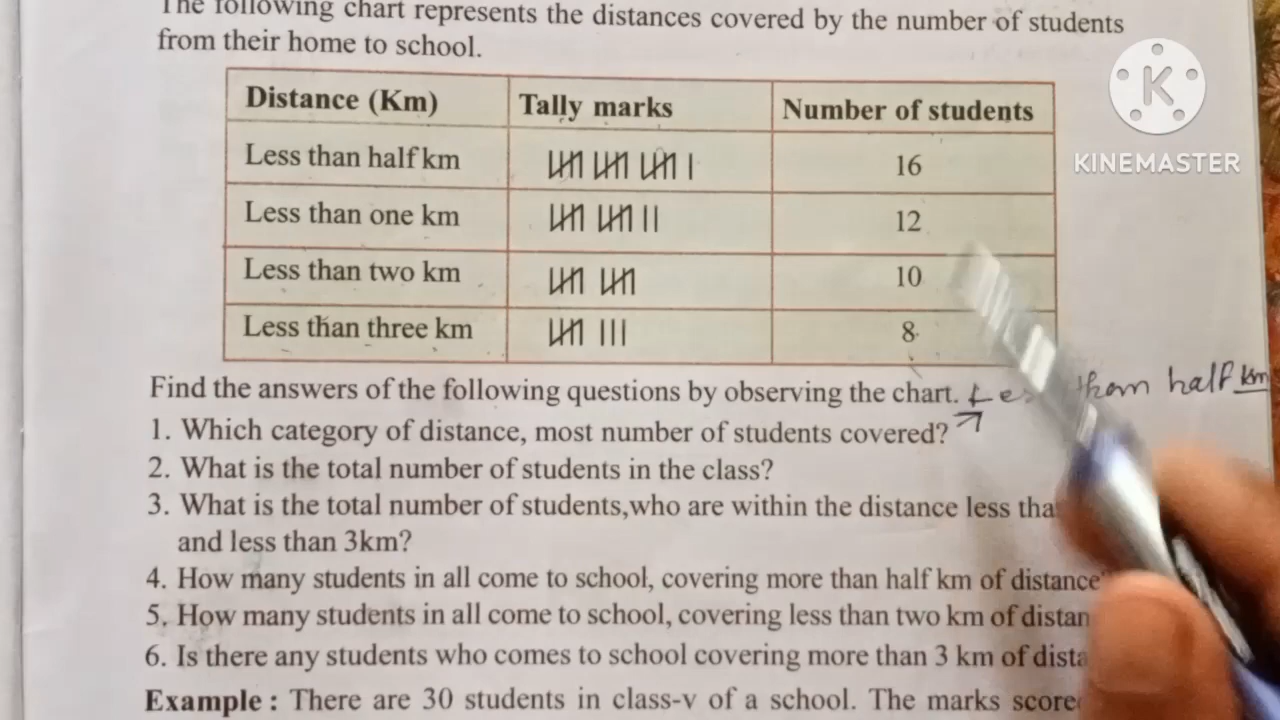 The following chart represents the distances covered by the number of students
from their home to school.
Distance (Km) Tally marks Number of students
Less than half km 16
Less than one km 12
Less than two km 10
Less than three km 8
Find the answers of the following questions by observing the chart. half km
1. Which category of distance, most number of students covered?
2. What is the total number of students in the class?
3. What is the total number of students,who are within the distance less
and less than 3km?
4. How many students in all come to school, covering more than half km of distance
5. How many students in all come to school, covering less than two km of
6. Is there any students who comes to school covering more than 3 km of
Example : There are 30 students in class-v of a school. The marks
K
KINEMASTER